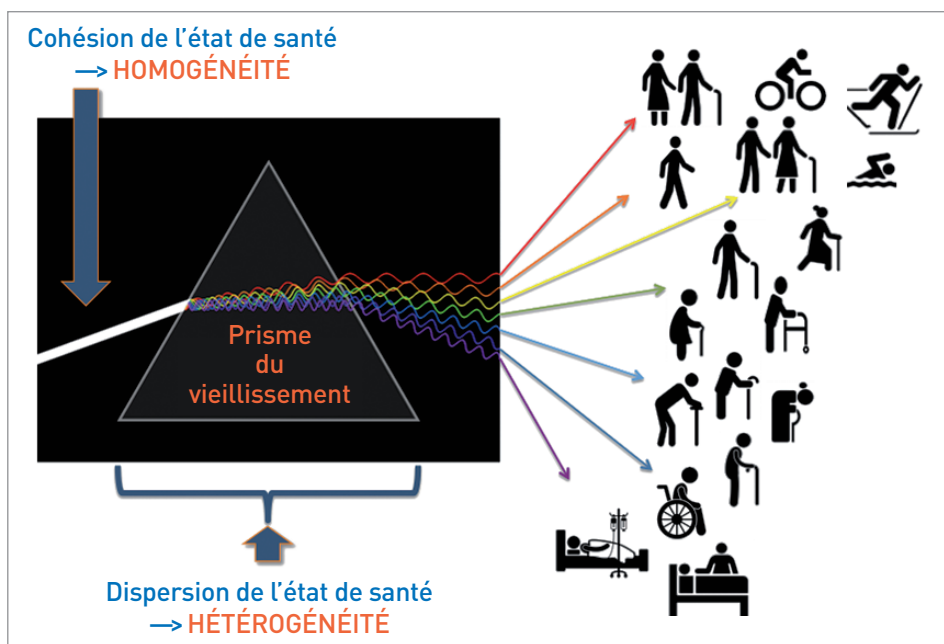 Cohésion de l’état de santé
—> HOMOGÉNÉITÉ
Prisme
du
vieillissement
Dispersion de l’état de santé
—> HÉTÉROGÉNÉITÉ